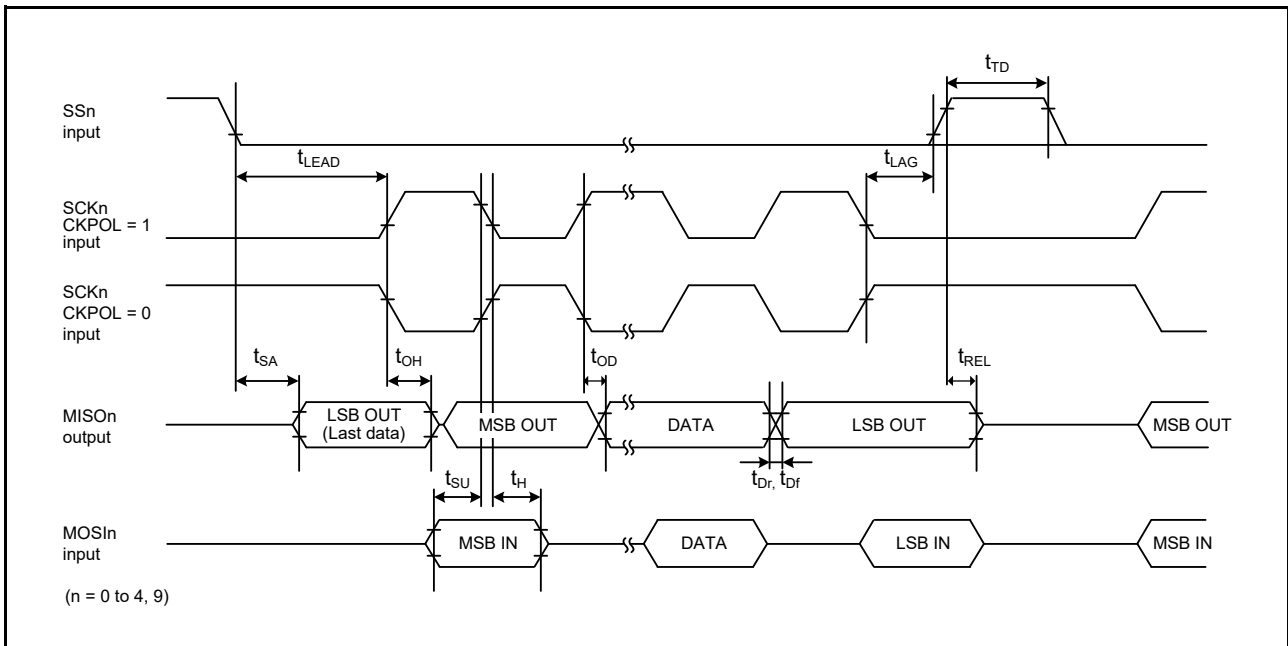 tTD
SSn
input
tLEAD
tLAG
SCKn
CKPOL = 1
input
SCKn
CKPOL = 0
input
tSA
tOH
tOD
tREL
MISOn
output
LSB OUT
(Last data)
MSB OUT
DATA
LSB OUT
MSB OUT
tSU
tH
tDr, tDf
MOSIn
input
MSB IN
DATA
LSB IN
MSB IN
(n = 0 to 4, 9)